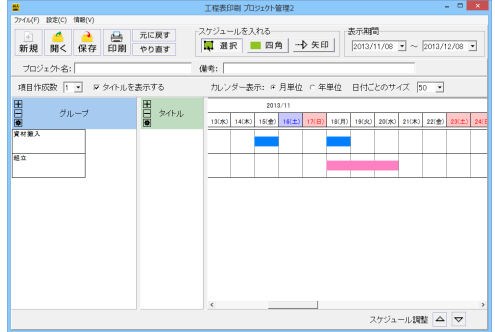 工程表印刷 プロジェクト管理2
ファイル(F) 設定(C) 情報(V)
新規 開く 保存 印刷 元に戻す やり直す
スケジュールを入れる
選択 四角 矢印
表示期間
2013/11/08 ～ 2013/12/08
プロジェクト名: 備考:
項目作成数 1 タイトルを表示する カレンダー表示: 月単位 年単位 日付ごとのサイズ 50
グループ タイトル
2013/11
13(水) 14(木) 15(金) 16(土) 17(日) 18(月) 19(火) 20(水) 21(木) 22(金) 23(土) 24(日
資材搬入
組立
スケジュール調整